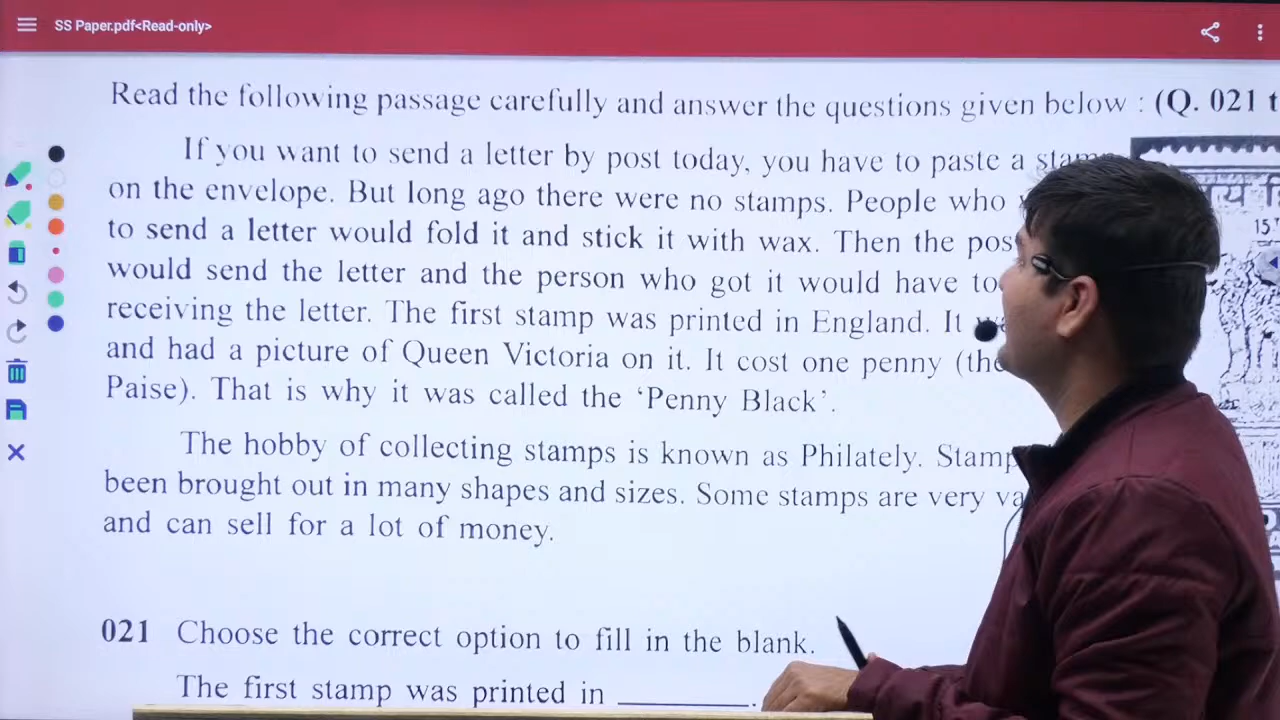 SS Paper.pdf<Read-only>
Read the following passage carefully and answer the questions given below : (Q. 021 t
If you want to send a letter by post today, you have to paste a stamp
on the envelope. But long ago there were no stamps. People who
15
to send a letter would fold it and stick it with wax. Then the pos
would send the letter and the person who got it would have to
receiving the letter. The first stamp was printed in England. It
and had a picture of Queen Victoria on it. It cost one penny (the
Paise). That is why it was called the ‘Penny Black’.
The hobby of collecting stamps is known as Philately. Stamp
been brought out in many shapes and sizes. Some stamps are very va
and can sell for a lot of money.
021 Choose the correct option to fill in the blank.
The first stamp was printed in ________.